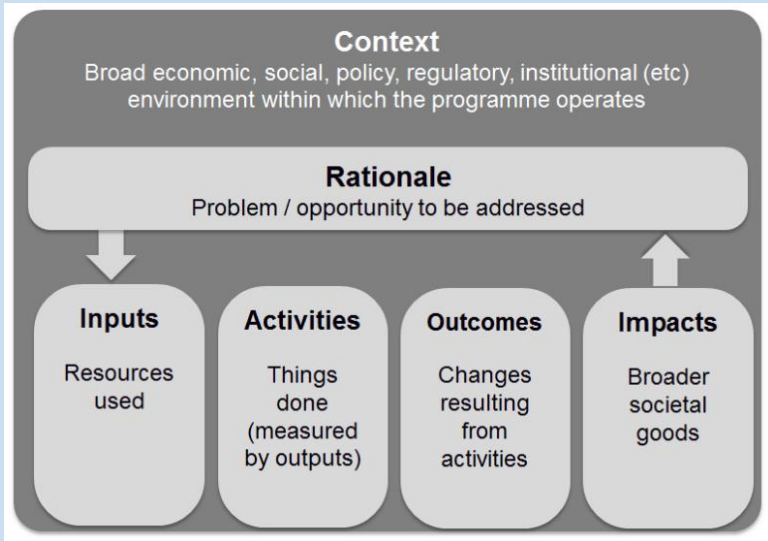 Context
Broad economic, social, policy, regulatory, institutional (etc)
environment within which the programme operates
Rationale
Problem / opportunity to be addressed
Inputs
Resources
used
Activities
Things
done
(measured
by outputs)
Outcomes
Changes
resulting
from
activities
Impacts
Broader
societal
goods